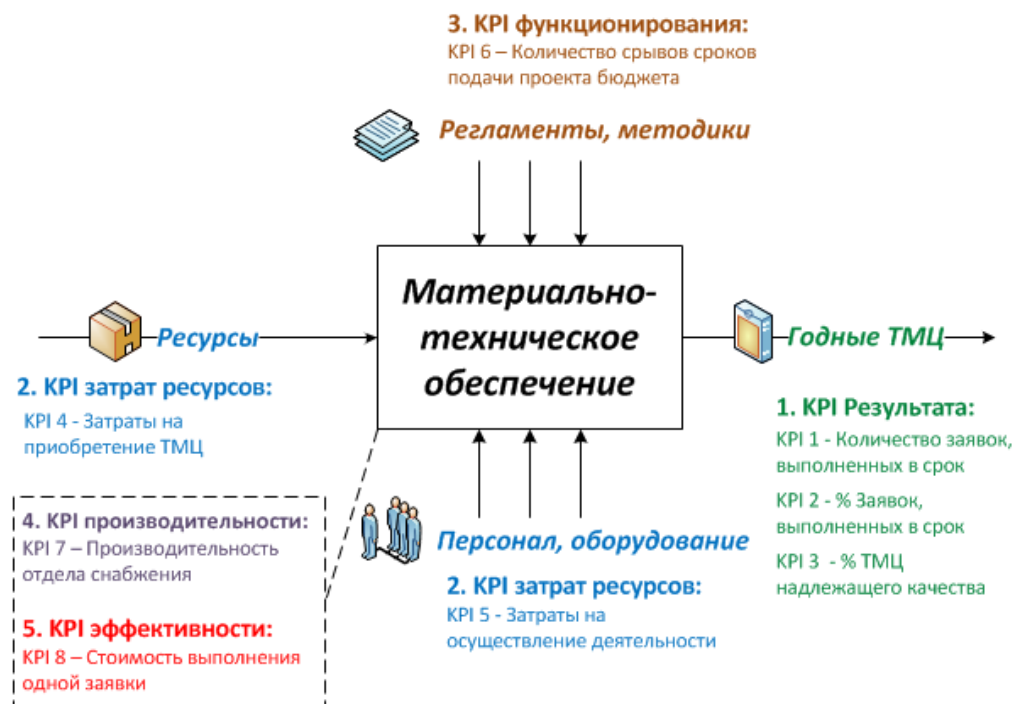 3. KPI функционирования:
KPI 6 – Количество срывов сроков
подачи проекта бюджета
Регламенты, методики
Материально-
техническое
обеспечение
Ресурсы
Годные ТМЦ
2. KPI затрат ресурсов:
KPI 4 - Затраты на
приобретение ТМЦ
1. KPI Результата:
KPI 1 - Количество заявок,
выполненных в срок
KPI 2 - % Заявок,
выполненных в срок
KPI 3 - % ТМЦ
надлежащего качества
4. KPI производительности:
KPI 7 – Производительность
отдела снабжения
5. KPI эффективности:
KPI 8 – Стоимость выполнения
одной заявки
Персонал, оборудование
2. KPI затрат ресурсов:
KPI 5 - Затраты на
осуществление деятельности